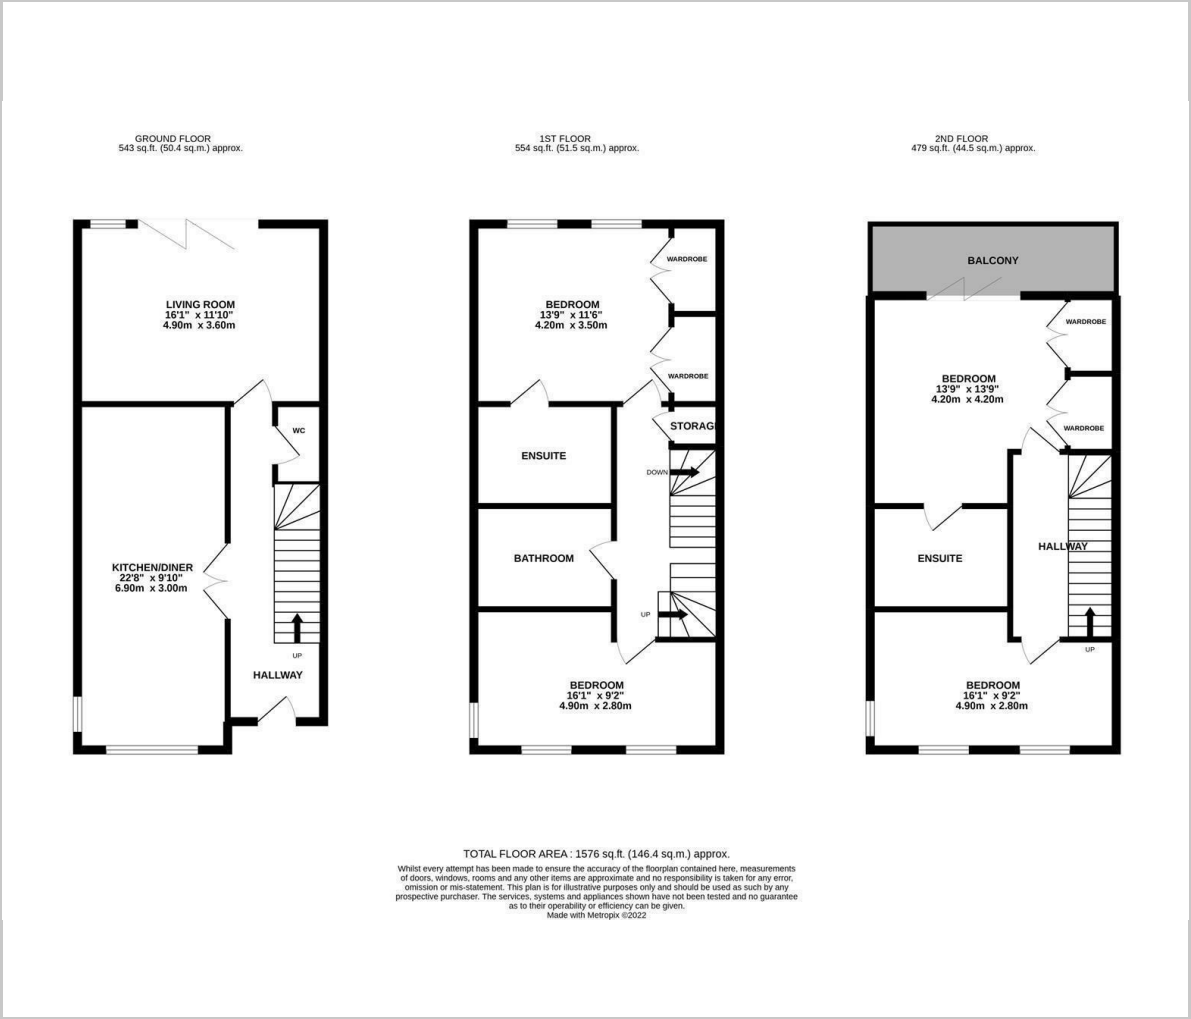 GROUND FLOOR
543 sq.ft. (50.4 sq.m.) approx.
1ST FLOOR
554 sq.ft. (51.5 sq.m.) approx.
2ND FLOOR
479 sq.ft. (44.5 sq.m.) approx.
LIVING ROOM
16'1" x 11'10"
4.90m x 3.60m
WC
KITCHEN/DINER
22'8" x 9'10"
6.90m x 3.00m
UP
HALLWAY
WARDROBE
BEDROOM
13'9" x 11'6"
4.20m x 3.50m
WARDROBE
STORAG
ENSUITE
DOWN
BATHROOM
UP
BEDROOM
16'1" x 9'2"
4.90m x 2.80m
BALCONY
WARDROBE
BEDROOM
13'9" x 13'9"
4.20m x 4.20m
WARDROBE
HALLWAY
ENSUITE
UP
BEDROOM
16'1" x 9'2"
4.90m x 2.80m
TOTAL FLOOR AREA : 1576 sq.ft. (146.4 sq.m.) approx.
Whilst every attempt has been made to ensure the accuracy of the floorplan contained here, measurements
of doors, windows, rooms and any other items are approximate and no responsibility is taken for any error,
omission or mis-statement. This plan is for illustrative purposes only and should be used as such by any
prospective purchaser. The services, systems and appliances shown have not been tested and no guarantee
as to their operability or efficiency can be given.
Made with Metropix ©2022